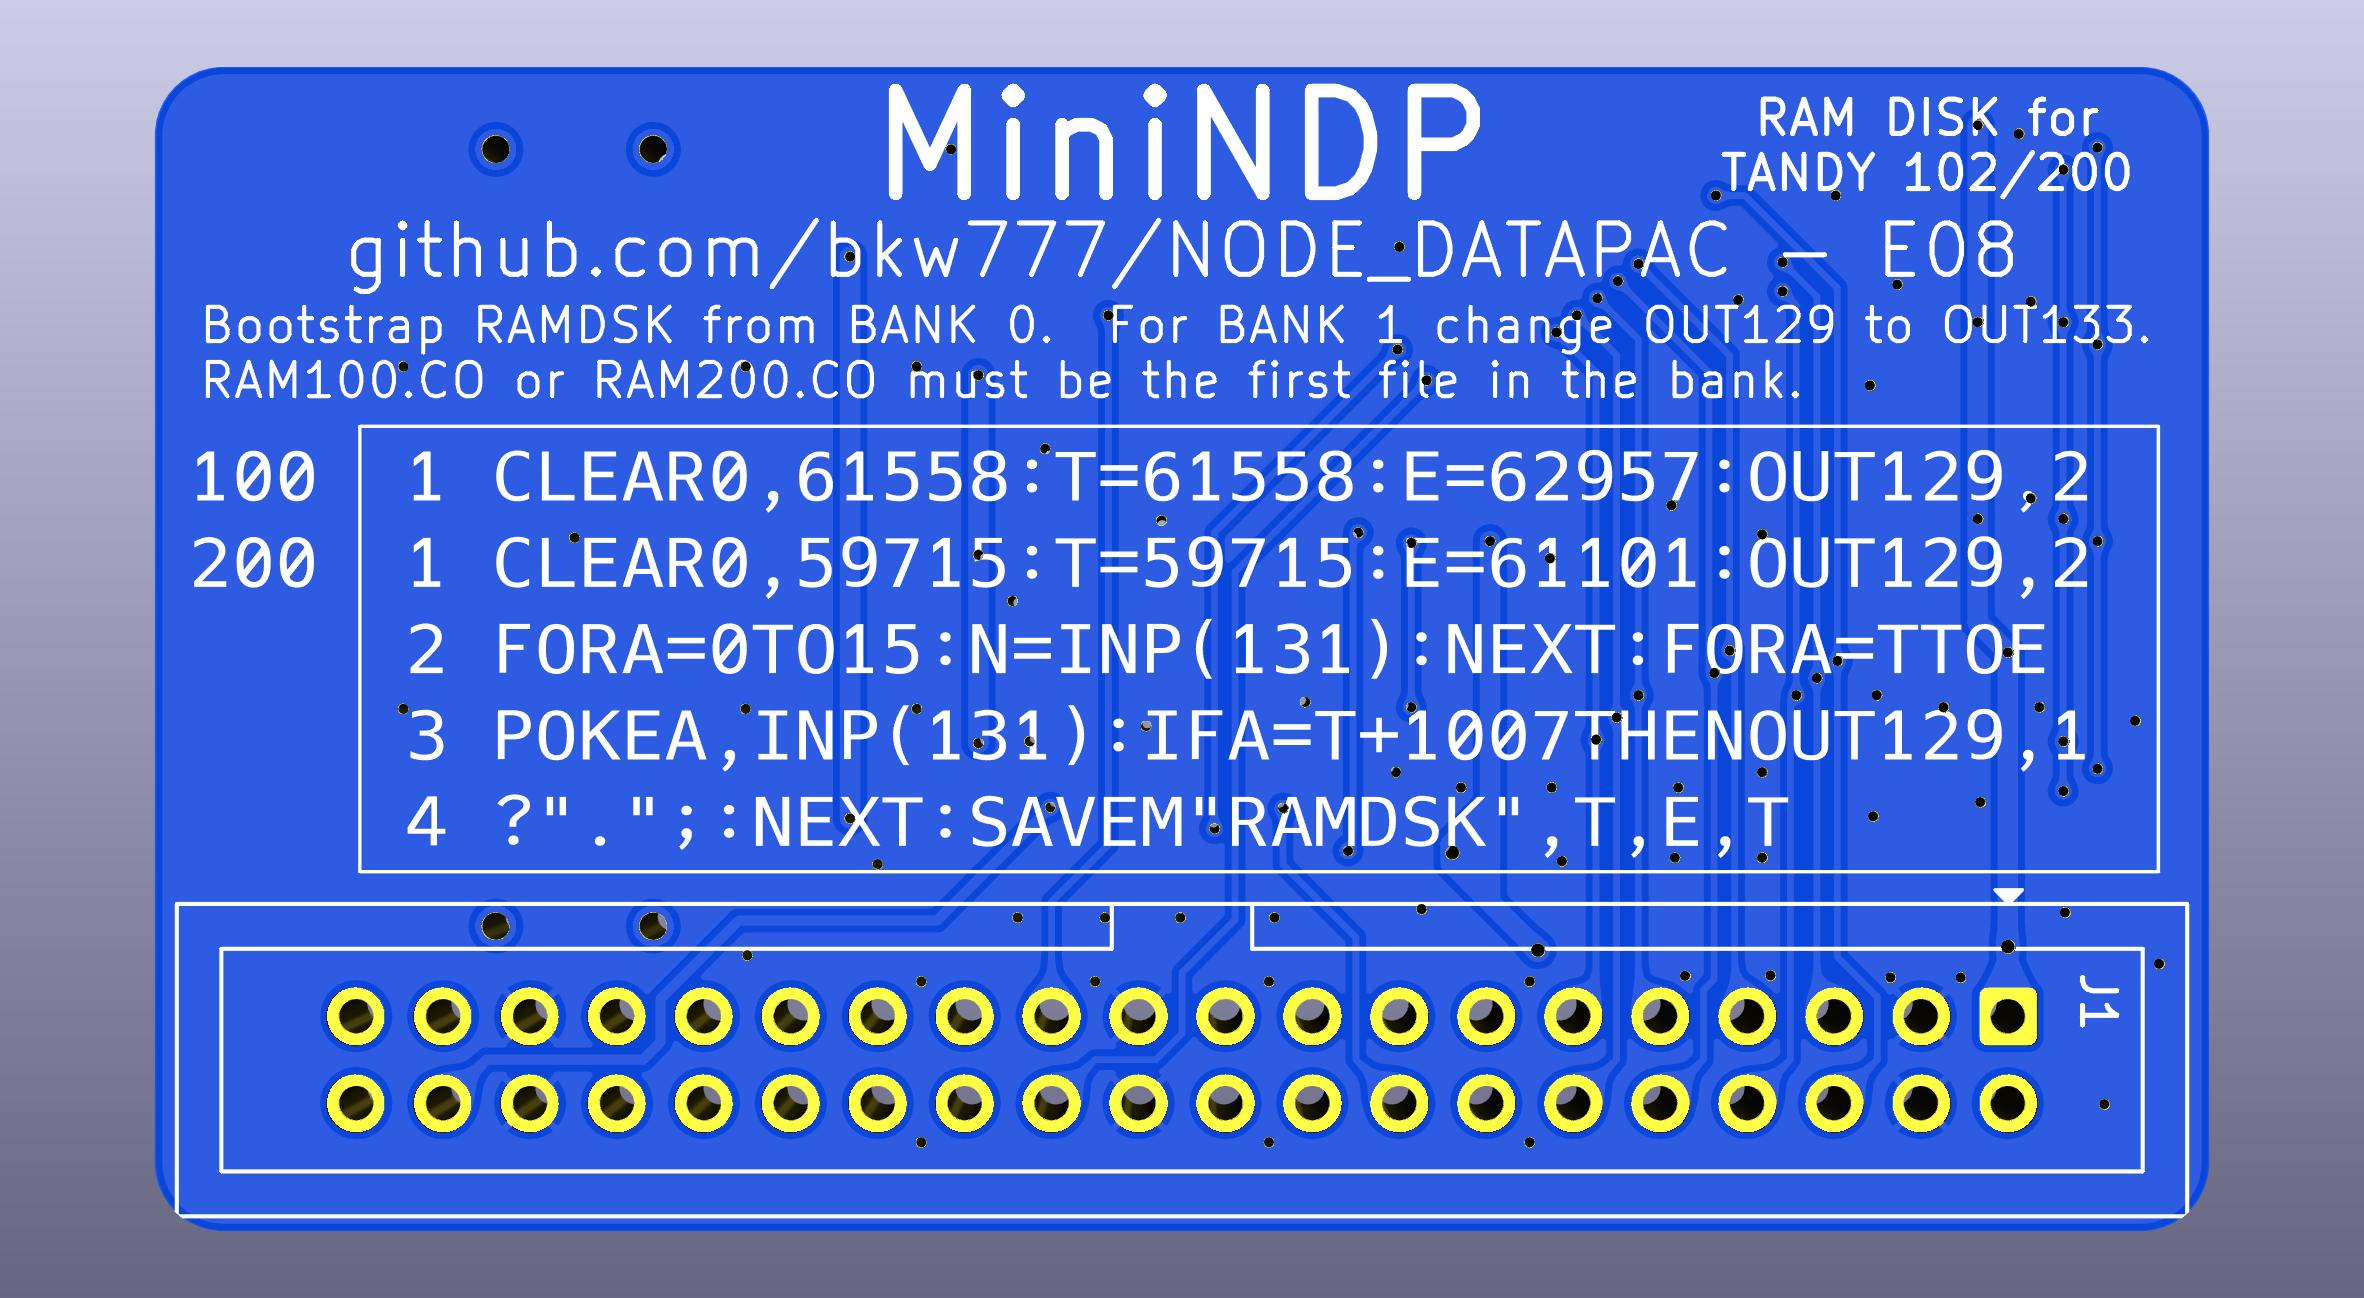 MiniNDP
RAM DISK for
TANDY 102/200
github.com/bkw777/NODE_DATAPAC - E08
Bootstrap RAMDSK from BANK 0. For BANK 1 change OUT129 to OUT133.
RAM100.CO or RAM200.CO must be the first file in the bank.
100 1 CLEAR0,61558:T=61558:E=62957:OUT129,2
200 1 CLEAR0,59715:T=59715:E=61101:OUT129,2
2 FORA=0TO15:N=INP(131):NEXT:FORA=TTOE
3 POKEA,INP(131):IFA=T+1007THENOUT129,1
4 ?".";:NEXT:SAVEM"RAMDSK",T,E,T
J1